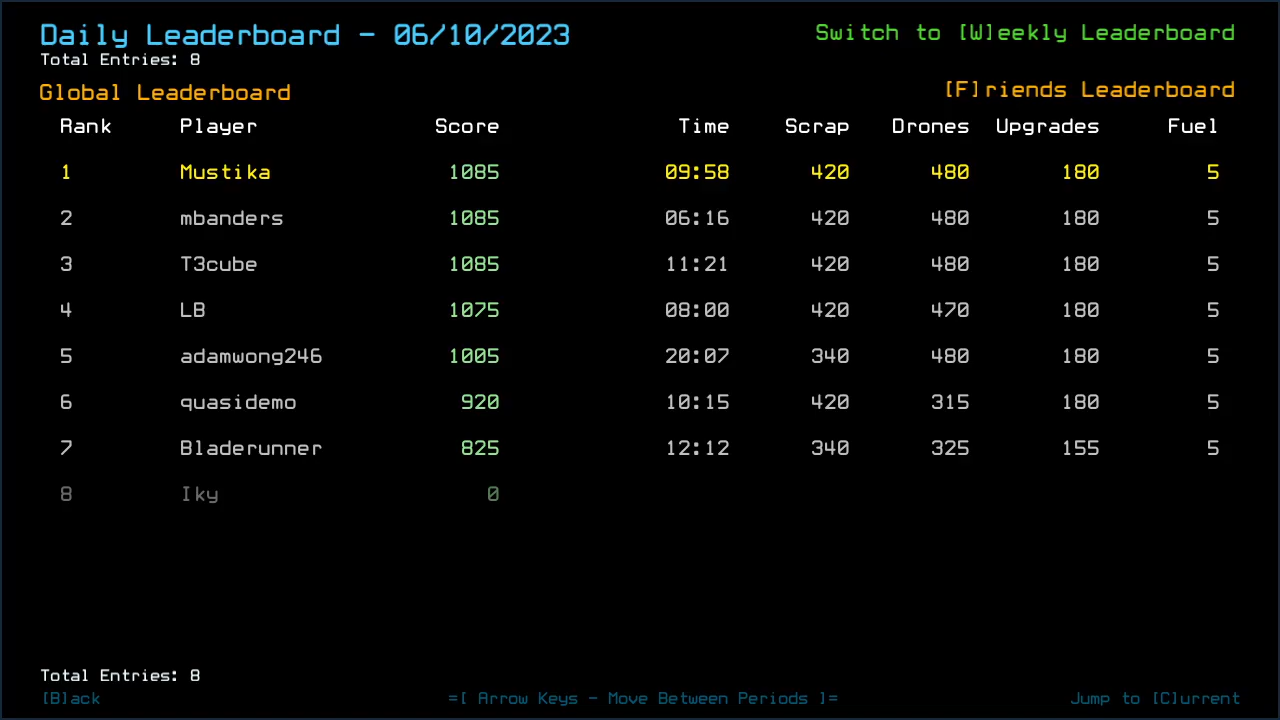 Daily Leaderboard - 06/10/2023 Switch to [W]eekly Leaderboard
Total Entries: 8
Global Leaderboard [F]riends Leaderboard
Rank Player Score Time Scrap Drones Upgrades Fuel
1 Mustika 1085 09:58 420 480 180 5
2 mbanders 1085 06:16 420 480 180 5
3 T3cube 1085 11:21 420 480 180 5
4 LB 1075 08:00 420 470 180 5
5 adamwong246 1005 20:07 340 480 180 5
6 quasidemo 920 10:15 420 315 180 5
7 Bladerunner 825 12:12 340 325 155 5
8 Iky 0
Total Entries: 8
[B]ack =[ Arrow Keys - Move Between Periods ]= Jump to [C]urrent